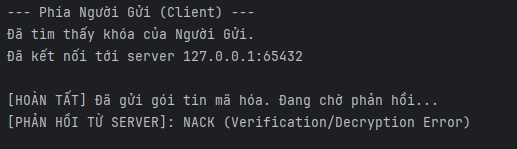 --- Phía Người Gửi (Client) ---
Đã tìm thấy khóa của Người Gửi.
Đã kết nối tới server 127.0.0.1:65432
[HOÀN TẤT] Đã gửi gói tin mã hóa. Đang chờ phản hồi...
[PHẢN HỒI TỪ SERVER]: NACK (Verification/Decryption Error)